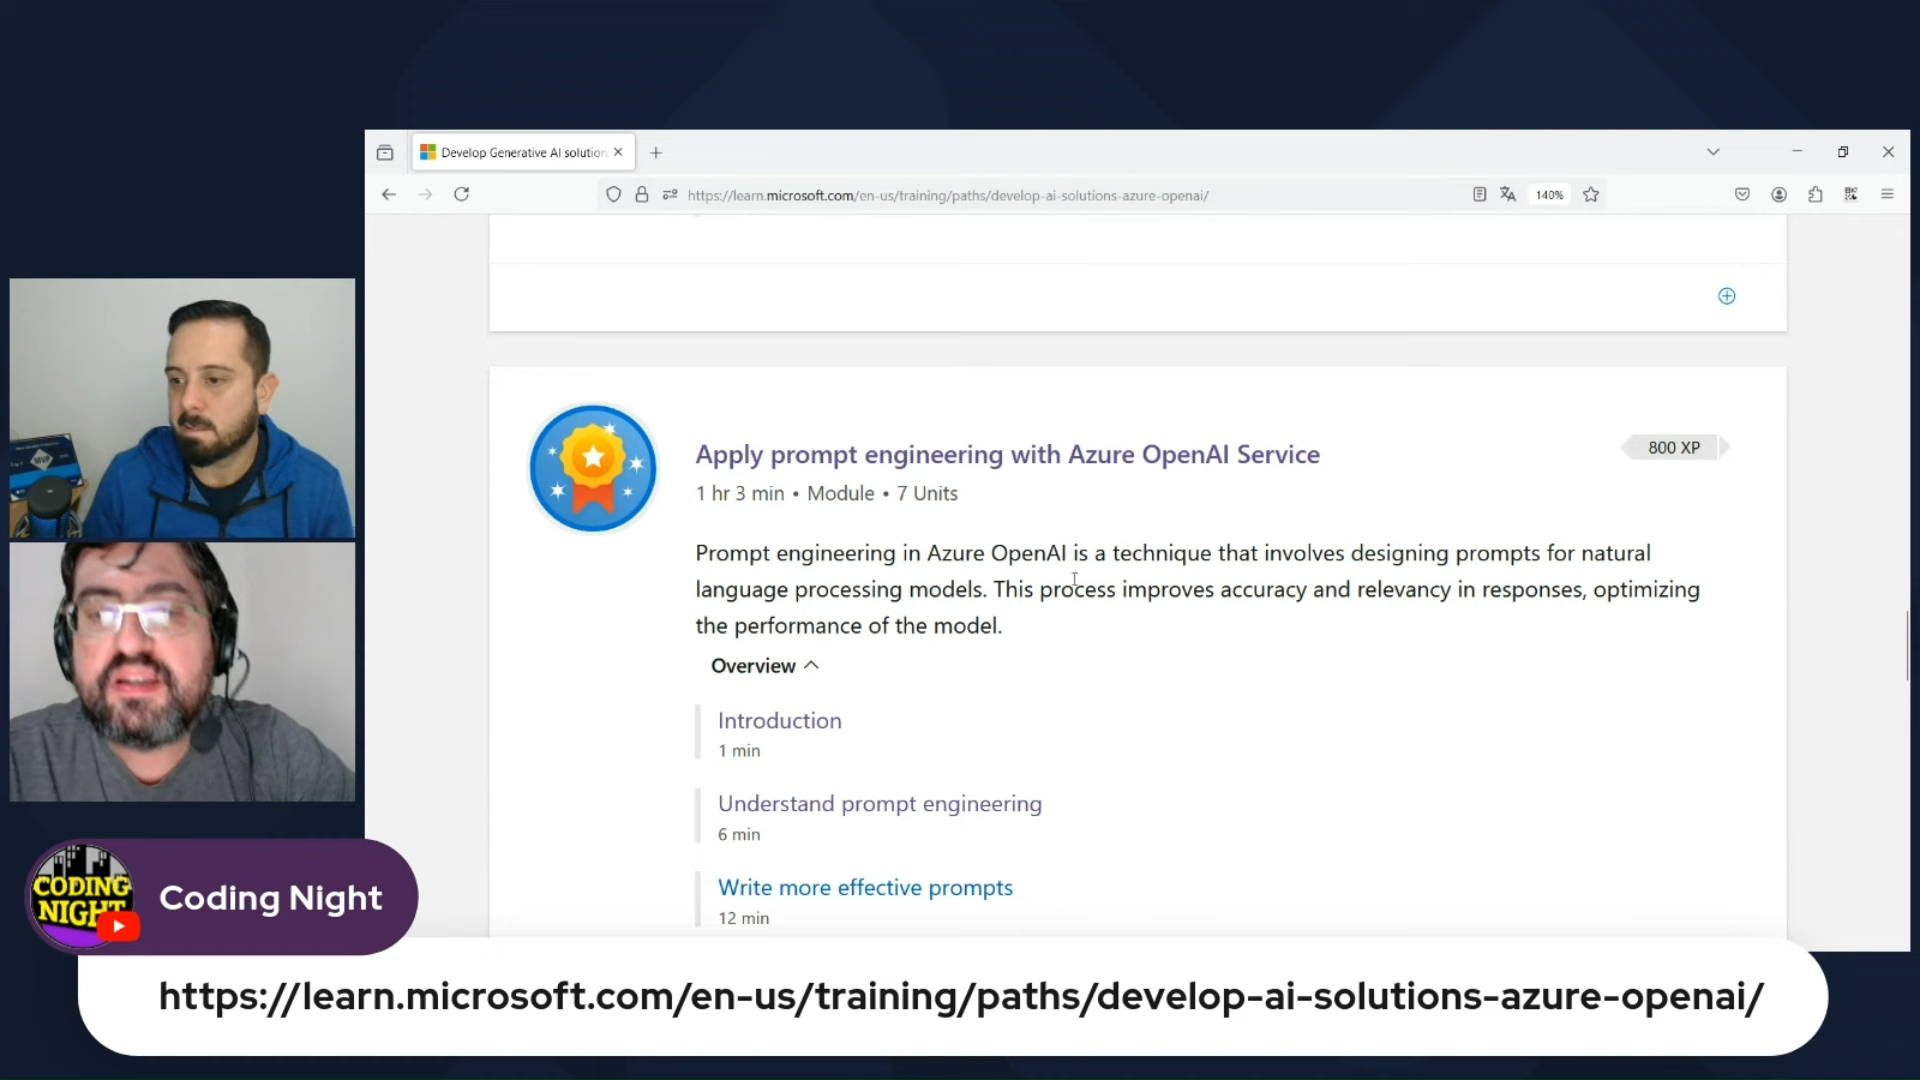 Develop Generative AI solution
https://learn.microsoft.com/en-us/training/paths/develop-ai-solutions-azure-openai/
140%
Apply prompt engineering with Azure OpenAI Service
800 XP
1 hr 3 min • Module • 7 Units
Prompt engineering in Azure OpenAI is a technique that involves designing prompts for natural
language processing models. This process improves accuracy and relevancy in responses, optimizing
the performance of the model.
Overview
Introduction
1 min
Understand prompt engineering
6 min
Write more effective prompts
12 min
MVP
CODING
NIGHT
Coding Night
https://learn.microsoft.com/en-us/training/paths/develop-ai-solutions-azure-openai/